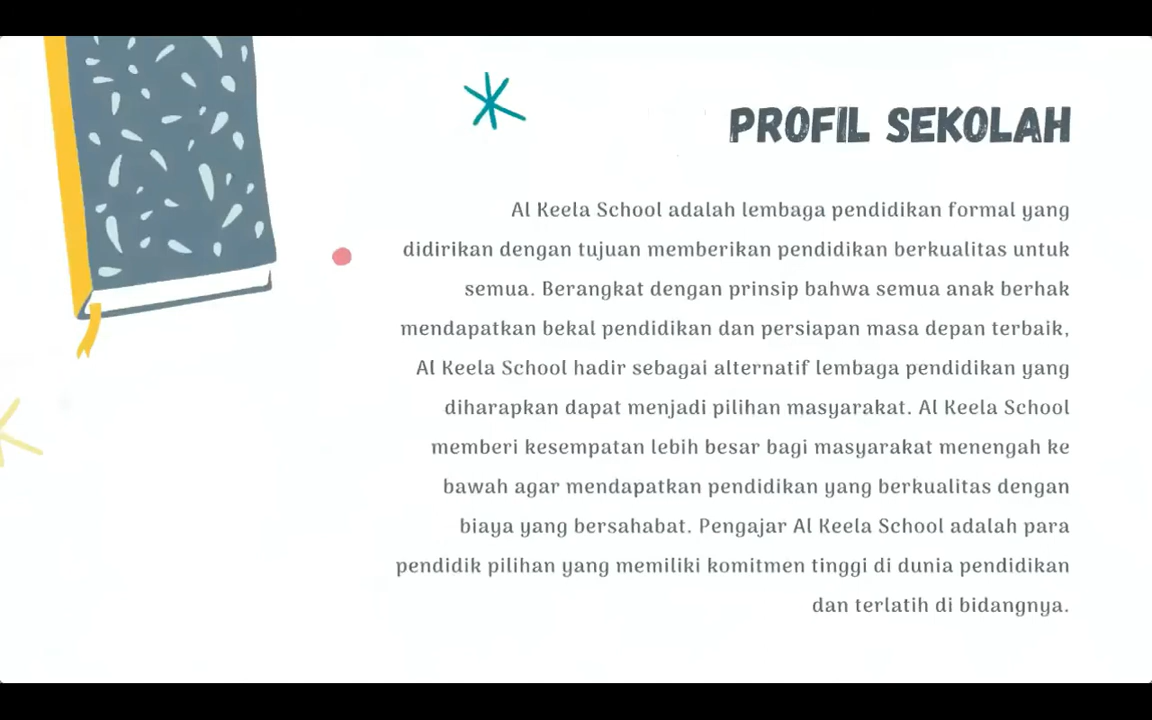 PROFIL SEKOLAH
Al Keela School adalah lembaga pendidikan formal yang
didirikan dengan tujuan memberikan pendidikan berkualitas untuk
semua. Berangkat dengan prinsip bahwa semua anak berhak
mendapatkan bekal pendidikan dan persiapan masa depan terbaik,
Al Keela School hadir sebagai alternatif lembaga pendidikan yang
diharapkan dapat menjadi pilihan masyarakat. Al Keela School
memberi kesempatan lebih besar bagi masyarakat menengah ke
bawah agar mendapatkan pendidikan yang berkualitas dengan
biaya yang bersahabat. Pengajar Al Keela School adalah para
pendidik pilihan yang memiliki komitmen tinggi di dunia pendidikan
dan terlatih di bidangnya.